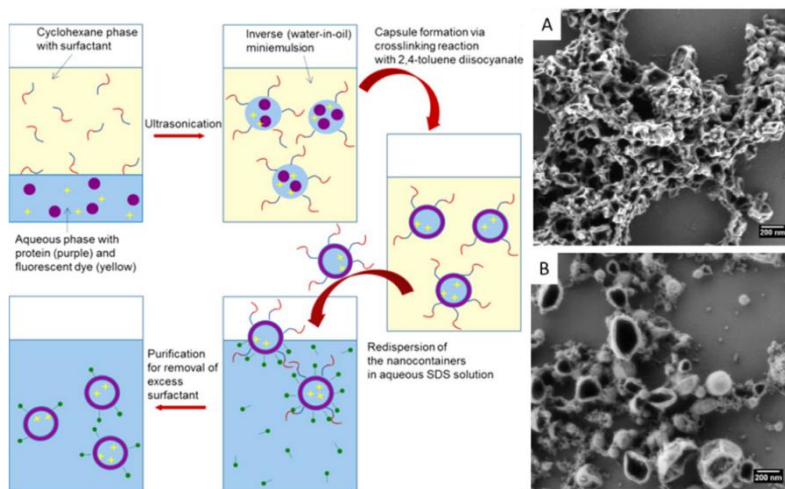 Cyclohexane phase
with surfactant
Ultrasonication
Aqueous phase with
protein (purple) and
fluorescent dye (yellow)
Inverse (water-in-oil)
miniemulsion
Capsule formation via
crosslinking reaction
with 2,4-toluene diisocyanate
Redispersion of
the nanocontainers
in aqueous SDS solution
Purification
for removal of
excess
surfactant
A
200 nm
B
200 nm